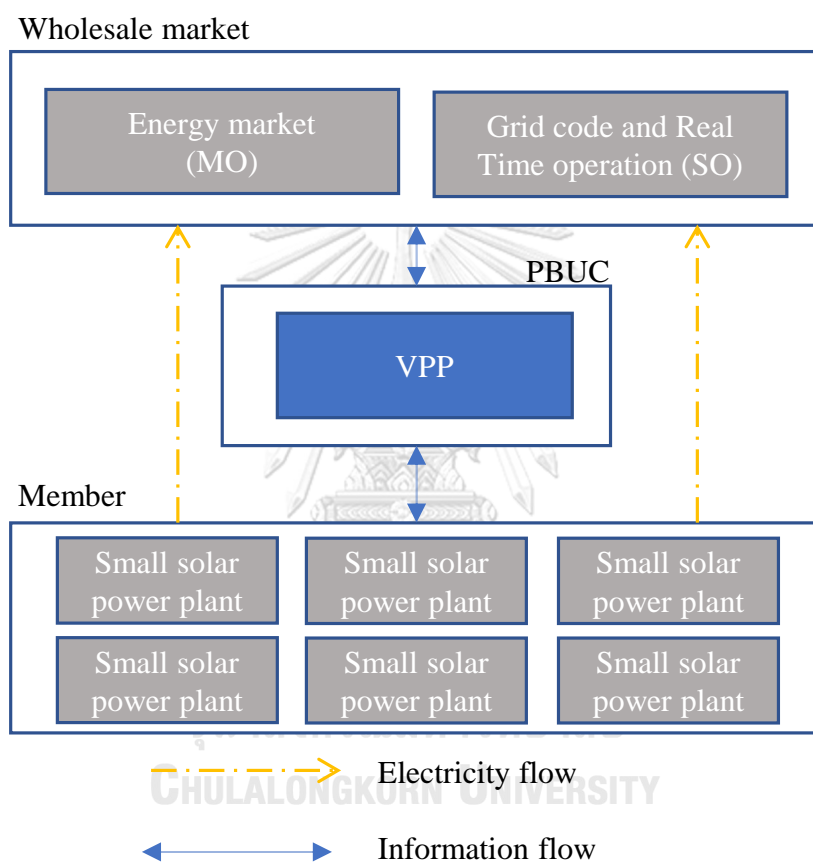 Wholesale market
Energy market
(MO)
Grid code and Real
Time operation (SO)
PBUC
VPP
Member
Small solar
power plant
Small solar
power plant
Small solar
power plant
Small solar
power plant
Small solar
power plant
Small solar
power plant
Electricity flow
CHULALONGKORN UNIVERSITY
Information flow